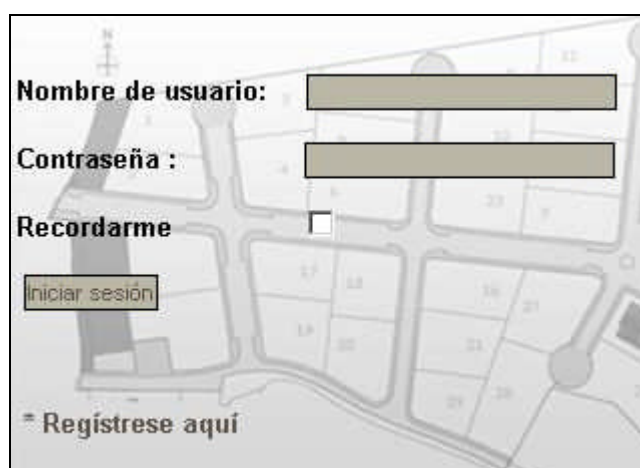 N
Nombre de usuario:
Contraseña :
Recordarme
Iniciar sesión
* Regístrese aquí